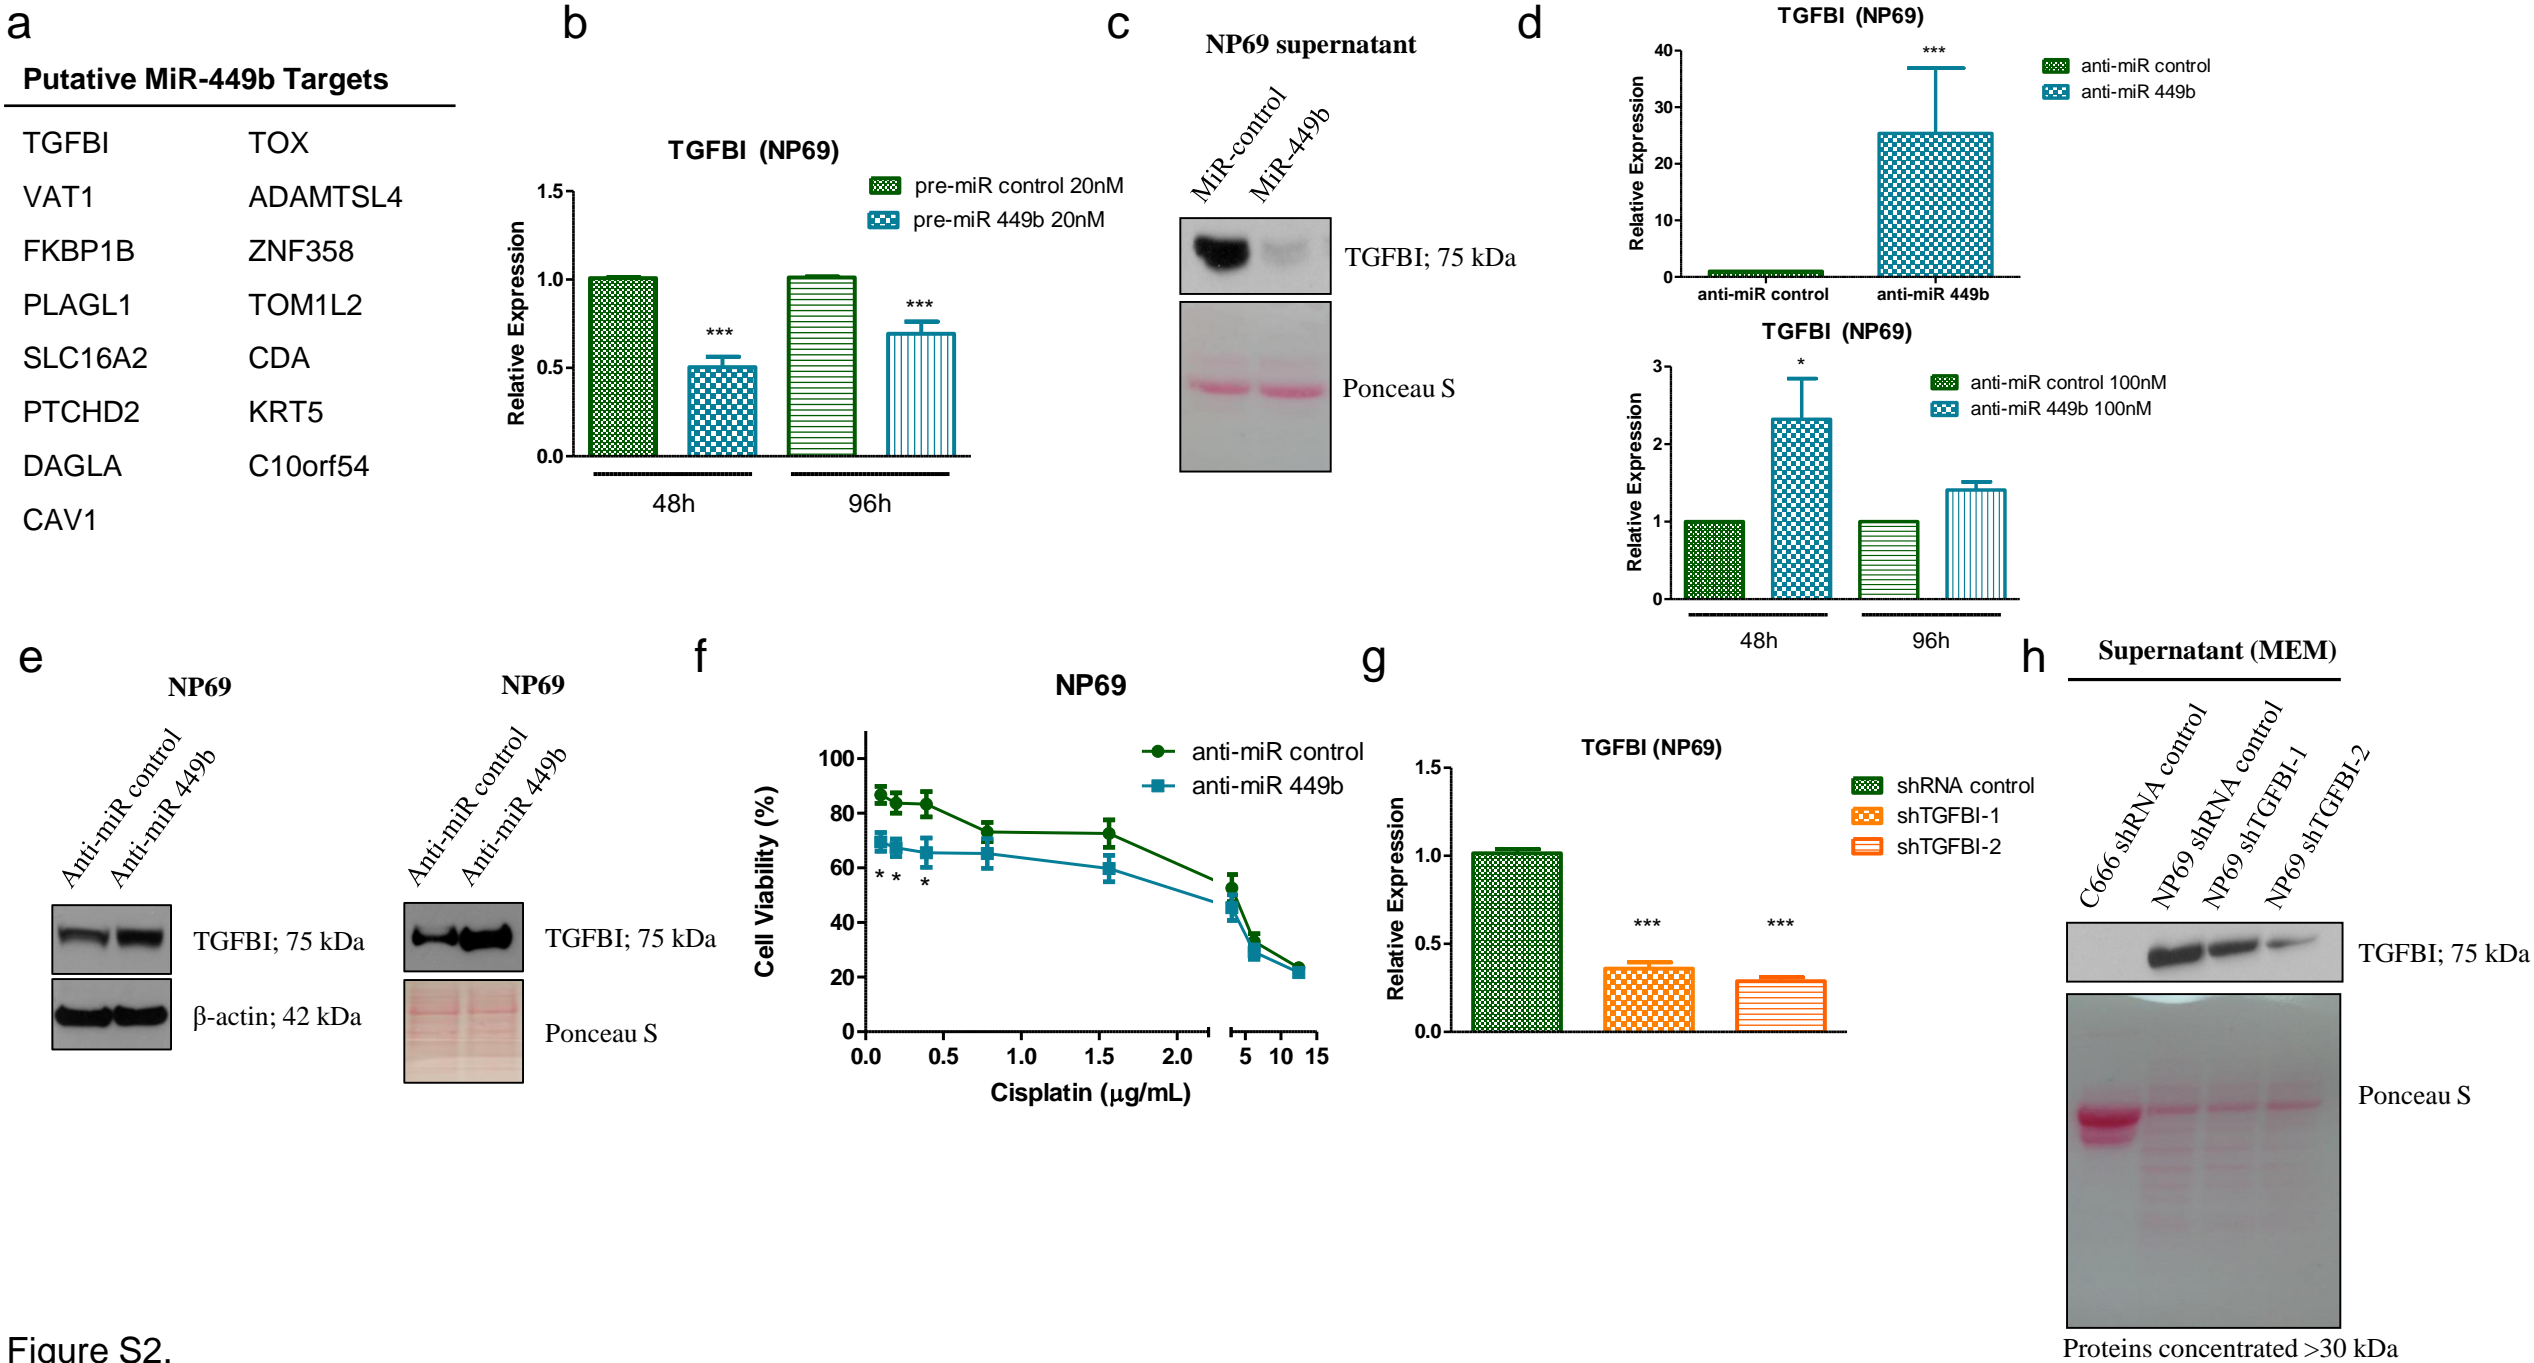 a
Putative MiR-449b Targets
TGFBI TOX
VAT1 ADAMTSL4
FKBP1B ZNF358
PLAGL1 TOM1L2
SLC16A2 CDA
PTCHD2 KRT5
DAGLA C10orf54
CAV1
b
TGFBI (NP69)
pre-miR control 20nM
pre-miR 449b 20nM
Relative Expression
1.5
1.0
0.5
0.0
***
***
48h 96h
c
NP69 supernatant
MiR-control
MiR-449b
TGFBI; 75 kDa
Ponceau S
d
TGFBI (NP69)
anti-miR control
anti-miR 449b
Relative Expression
40
30
20
10
0
***
anti-miR control anti-miR 449b
TGFBI (NP69)
anti-miR control 100nM
anti-miR 449b 100nM
Relative Expression
3
2
1
0
*
48h 96h
e
NP69
Anti-miR control
Anti-miR 449b
TGFBI; 75 kDa
β-actin; 42 kDa
NP69
Anti-miR control
Anti-miR 449b
TGFBI; 75 kDa
Ponceau S
f
NP69
anti-miR control
anti-miR 449b
Cell Viability (%)
100
80
60
40
20
0
* * *
0.0 0.5 1.0 1.5 2.0 5 10 15
Cisplatin (µg/mL)
g
TGFBI (NP69)
shRNA control
shTGFBI-1
shTGFBI-2
Relative Expression
1.5
1.0
0.5
0.0
*** ***
h
Supernatant (MEM)
C666 shRNA control
NP69 shRNA control
NP69 shTGFBI-1
NP69 shTGFBI-2
TGFBI; 75 kDa
Ponceau S
Proteins concentrated >30 kDa
Figure S2.